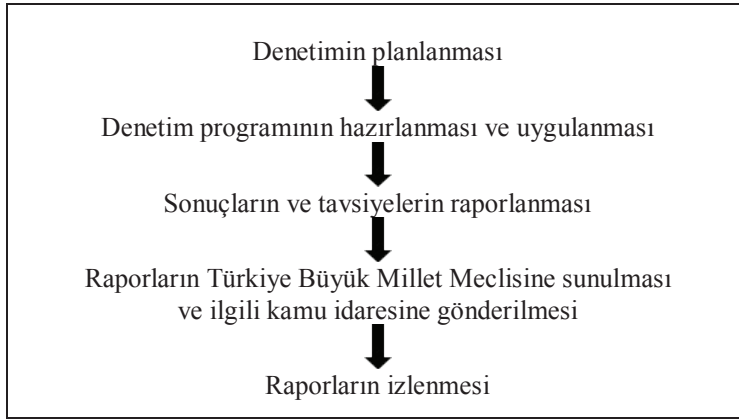 Denetimin planlanması
Denetim programının hazırlanması ve uygulanması
Sonuçların ve tavsiyelerin raporlanması
Raporların Türkiye Büyük Millet Meclisine sunulması
ve ilgili kamu idaresine gönderilmesi
Raporların izlenmesi